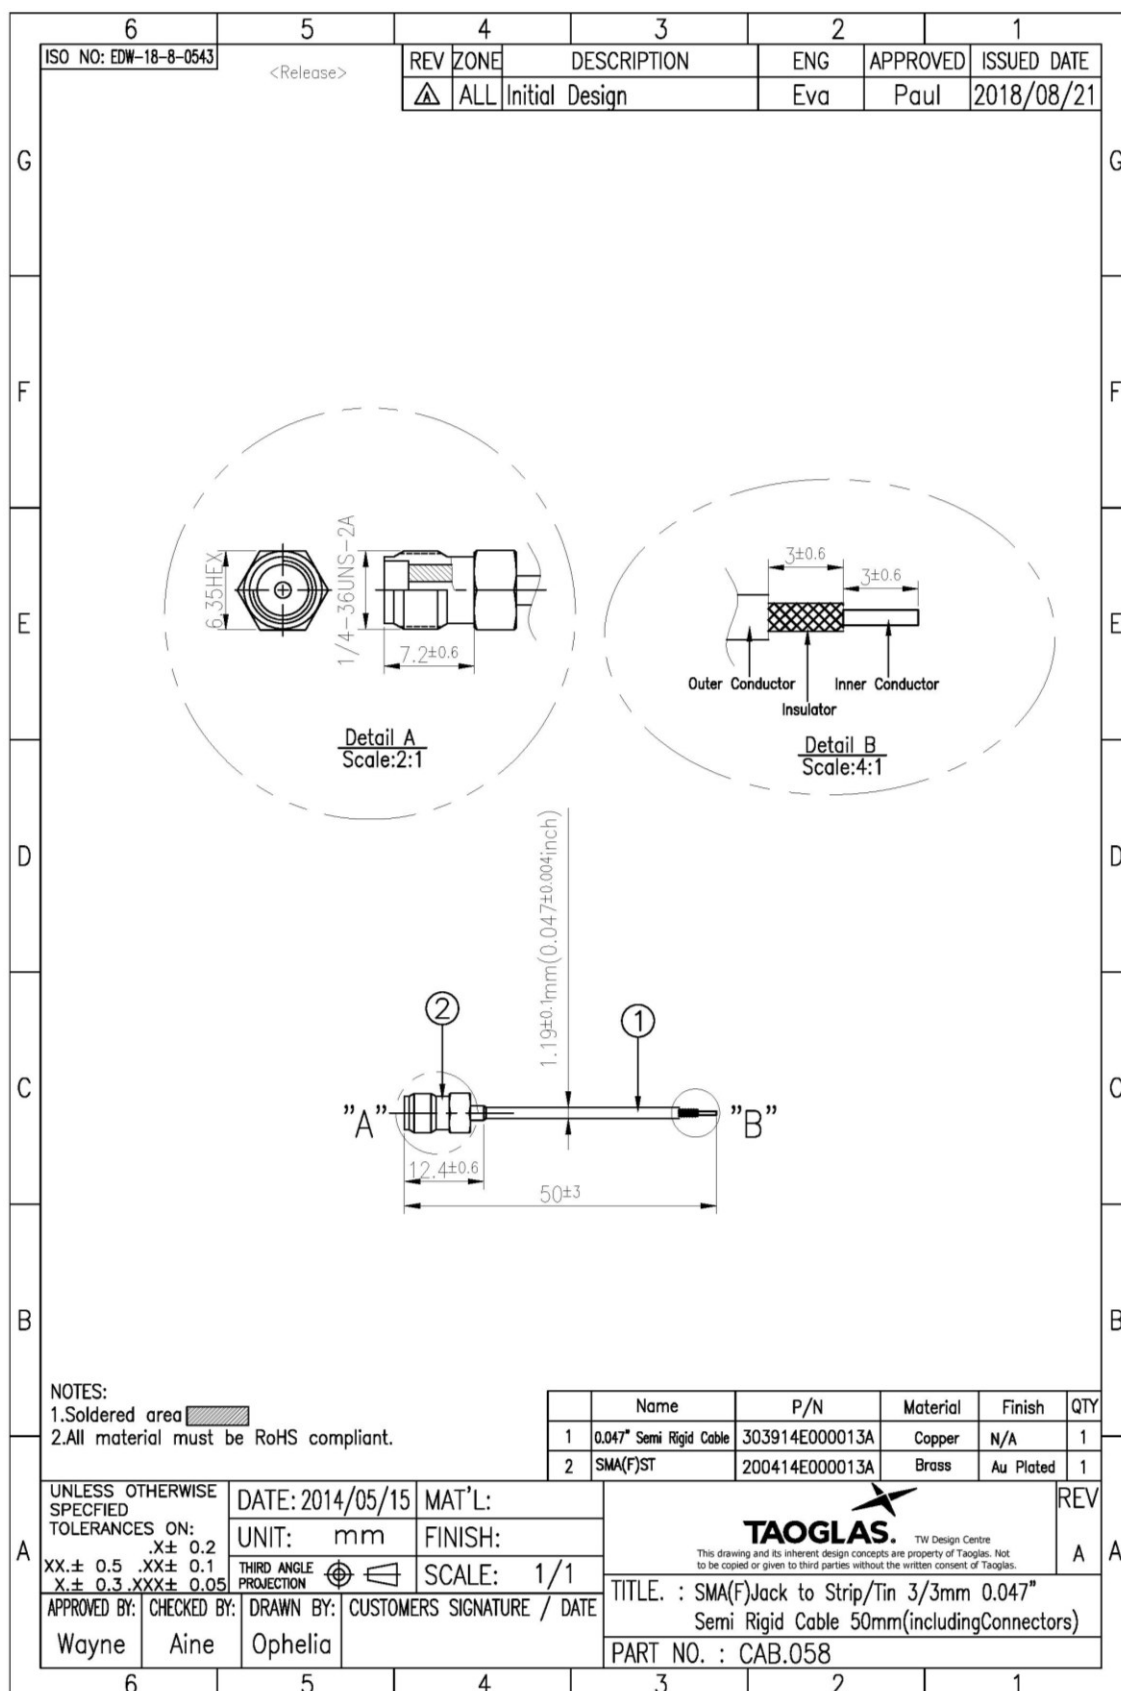 6 5 4 3 2 1
ISO NO: EDW-18-8-0543
<Release>
REV ZONE DESCRIPTION ENG APPROVED ISSUED DATE
A ALL Initial Design Eva Paul 2018/08/21
G G
F F
E E
D D
C C
B B
A A
6.35HEX
1/4-36UNS-2A
7.2±0.6
Detail A
Scale:2:1
3±0.6
3±0.6
Outer Conductor
Insulator
Inner Conductor
Detail B
Scale:4:1
1.19±0.1mm(0.047±0.004inch)
2
1
"A"
"B"
12.4±0.6
50±3
NOTES:
1.Soldered area
2.All material must be RoHS compliant.
Name P/N Material Finish QTY
1 0.047" Semi Rigid Cable 303914E000013A Copper N/A 1
2 SMA(F)ST 200414E000013A Brass Au Plated 1
UNLESS OTHERWISE
SPECFIED
TOLERANCES ON:
.X± 0.2
XX.± 0.5 .XX± 0.1
X.± 0.3 .XXX± 0.05
DATE: 2014/05/15
UNIT: mm
THIRD ANGLE
PROJECTION
MAT'L:
FINISH:
SCALE: 1/1
APPROVED BY: CHECKED BY: DRAWN BY: CUSTOMERS SIGNATURE / DATE
Wayne Aine Ophelia
TAOGLAS.
TW Design Centre
This drawing and its inherent design concepts are property of Taoglas. Not
to be copied or given to third parties without the written consent of Taoglas.
REV
A
TITLE. : SMA(F)Jack to Strip/Tin 3/3mm 0.047"
Semi Rigid Cable 50mm(includingConnectors)
PART NO. : CAB.058
6 5 4 3 2 1